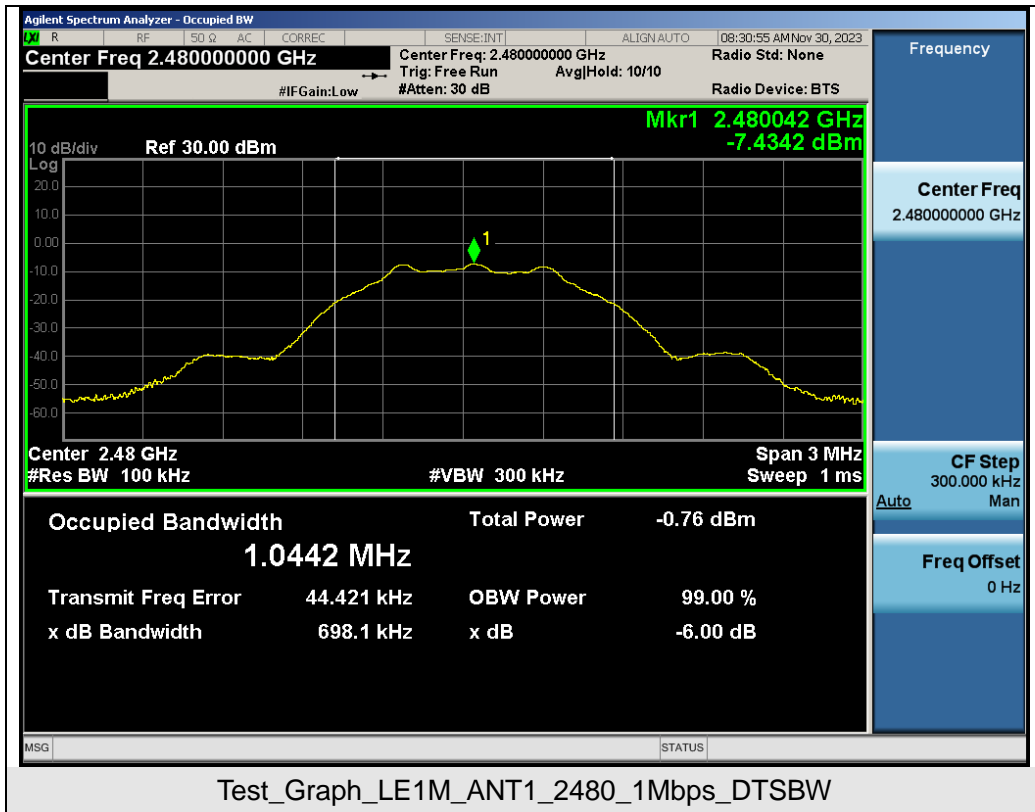 Agilent Spectrum Analyzer - Occupied BW
LXI R RF 50 Ω AC CORREC SENSE:INT ALIGN AUTO 08:30:55 AM Nov 30, 2023
Center Freq 2.480000000 GHz
Center Freq: 2.480000000 GHz
Radio Std: None
Trig: Free Run Avg|Hold: 10/10
#IFGain:Low
#Atten: 30 dB
Radio Device: BTS
Mkr1 2.480042 GHz
-7.4342 dBm
10 dB/div Ref 30.00 dBm
Log
20.0
10.0
0.00
1
-10.0
-20.0
-30.0
-40.0
-50.0
-60.0
Center 2.48 GHz
Span 3 MHz
#Res BW 100 kHz
#VBW 300 kHz
Sweep 1 ms
Occupied Bandwidth
Total Power -0.76 dBm
1.0442 MHz
Transmit Freq Error 44.421 kHz
OBW Power 99.00 %
x dB Bandwidth 698.1 kHz
x dB -6.00 dB
Frequency
Center Freq
2.480000000 GHz
CF Step
300.000 kHz
Auto Man
Freq Offset
0 Hz
MSG
STATUS
Test_Graph_LE1M_ANT1_2480_1Mbps_DTSBW